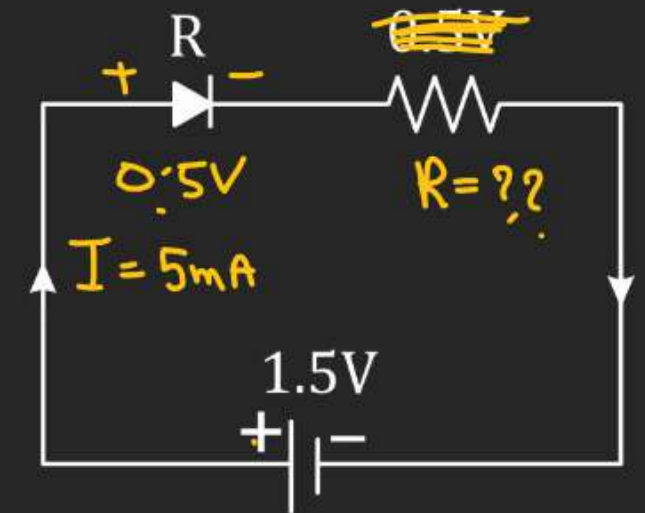 R
+ -
0.5V
R = ??
I = 5mA
1.5V
+ -